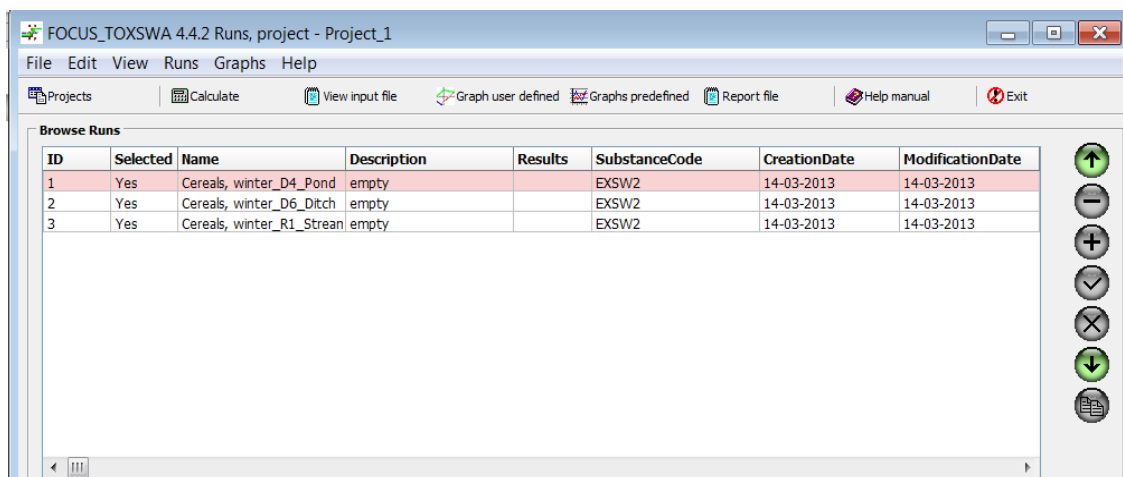 FOCUS_TOXSWA 4.4.2 Runs, project - Project_1
File Edit View Runs Graphs Help
Projects Calculate View input file Graph user defined Graphs predefined Report file Help manual Exit
Browse Runs
ID Selected Name Description Results SubstanceCode CreationDate ModificationDate
1 Yes Cereals, winter_D4_Pond empty EXSW2 14-03-2013 14-03-2013
2 Yes Cereals, winter_D6_Ditch empty EXSW2 14-03-2013 14-03-2013
3 Yes Cereals, winter_R1_Strean empty EXSW2 14-03-2013 14-03-2013